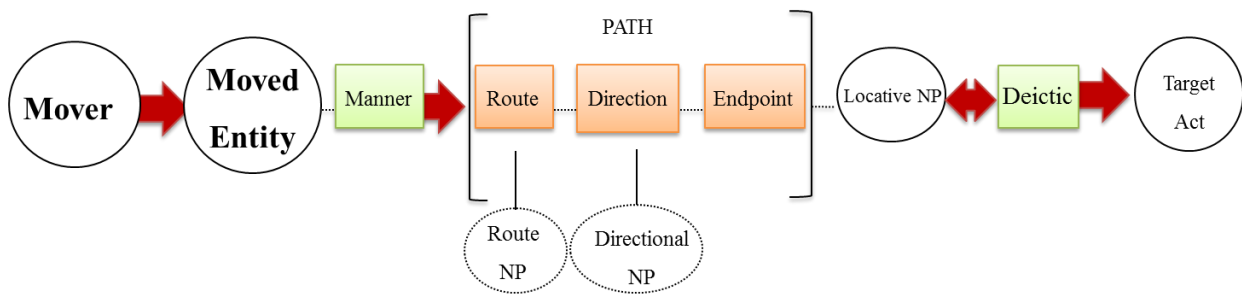 PATH
Mover
Moved
Entity
Manner
Route
Direction
Endpoint
Locative NP
Deictic
Target
Act
Route
NP
Directional
NP